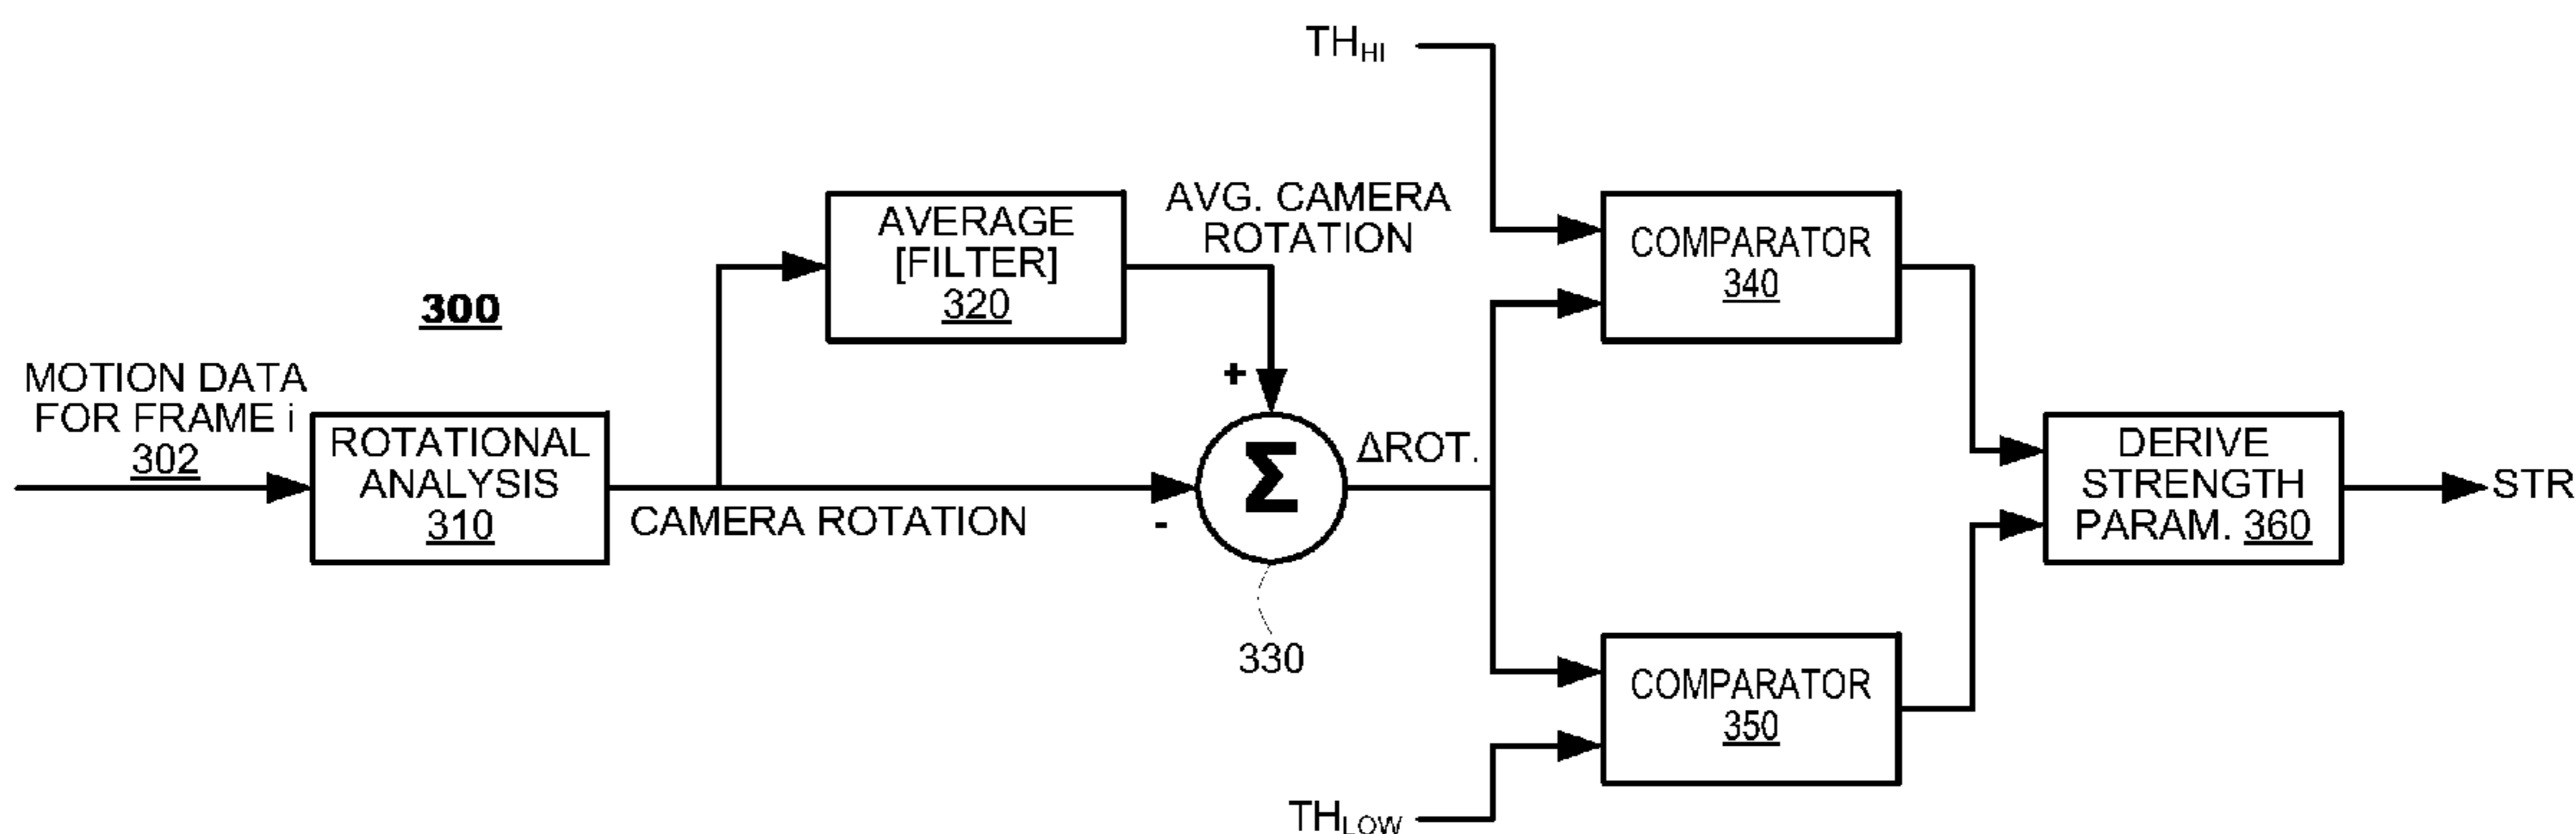 TH_HI
AVERAGE
[FILTER]
320
AVG. CAMERA
ROTATION
COMPARATOR
340
300
MOTION DATA
FOR FRAME i
302
ROTATIONAL
ANALYSIS
310
CAMERA ROTATION
+
-
Σ
ΔROT.
330
DERIVE
STRENGTH
PARAM. 360
STR
COMPARATOR
350
TH_LOW